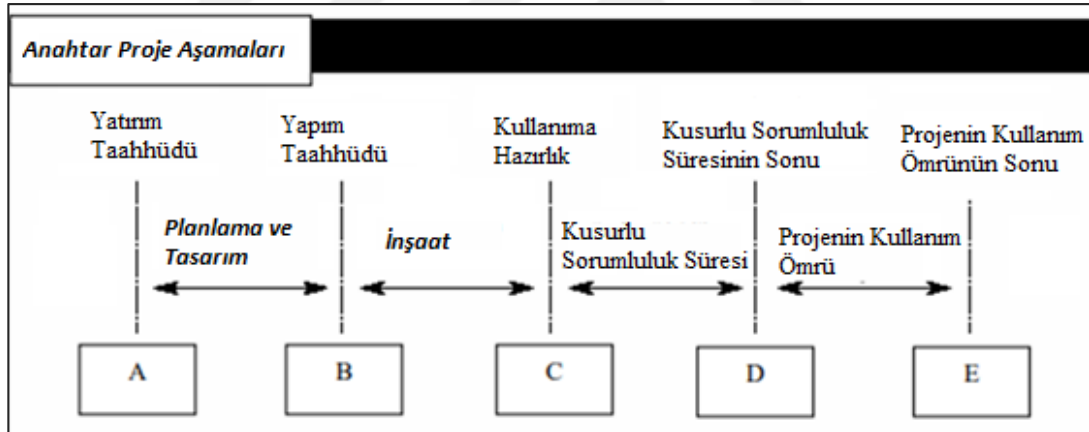 Anahtar Proje Aşamaları
Yatırım
Taahhüdü
Yapım
Taahhüdü
Kullanıma
Hazırlık
Kusurlu Sorumluluk
Süresinin Sonu
Projenin Kullanım
Ömrünün Sonu
Planlama ve
Tasarım
İnşaat
Kusurlu
Sorumluluk Süresi
Projenin Kullanım
Ömrü
A
B
C
D
E